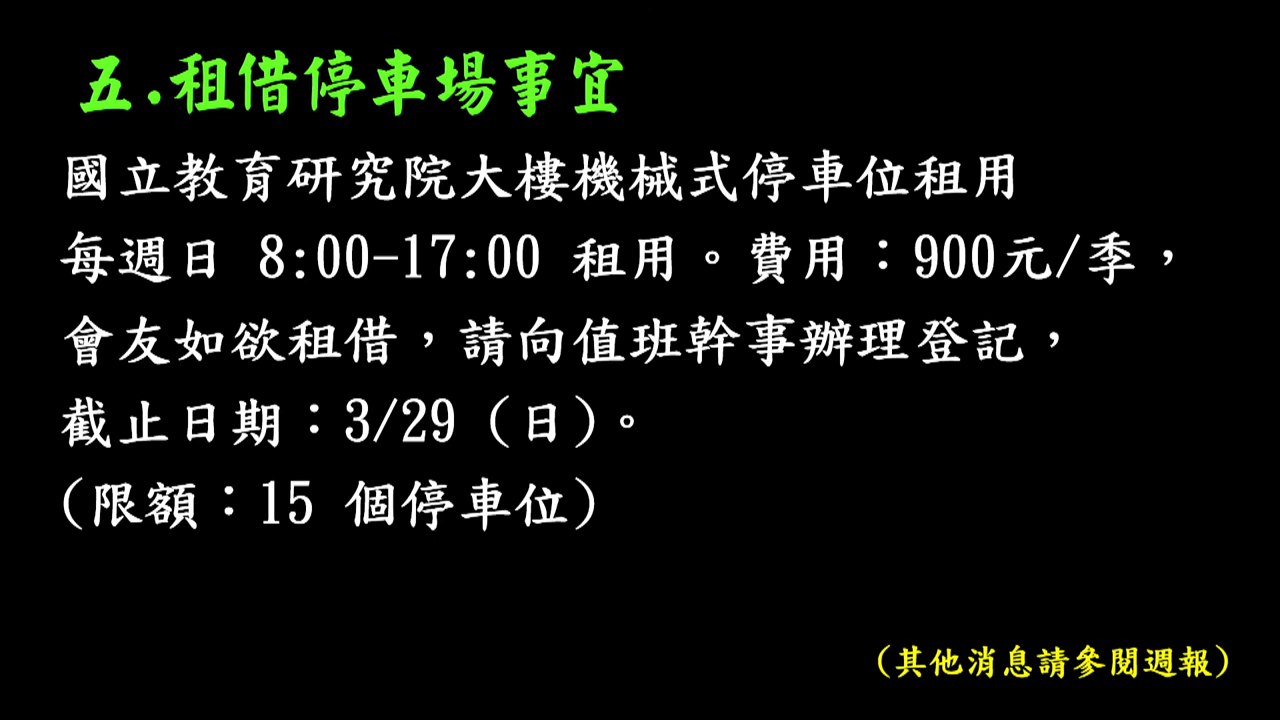 五.租借停車場事宜
國立教育研究院大樓機械式停車位租用
每週日 8:00-17:00 租用。費用：900元/季，
會友如欲租借，請向值班幹事辦理登記，
截止日期：3/29 (日)。
(限額：15 個停車位)
(其他消息請參閱週報)